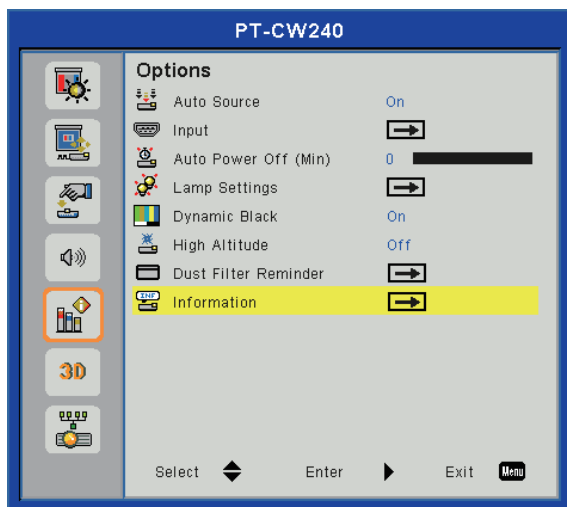 PT-CW240
Options
Auto Source On
Input
Auto Power Off (Min) 0
Lamp Settings
Dynamic Black On
High Altitude Off
Dust Filter Reminder
INF Information
3D
Select Enter Exit Menu